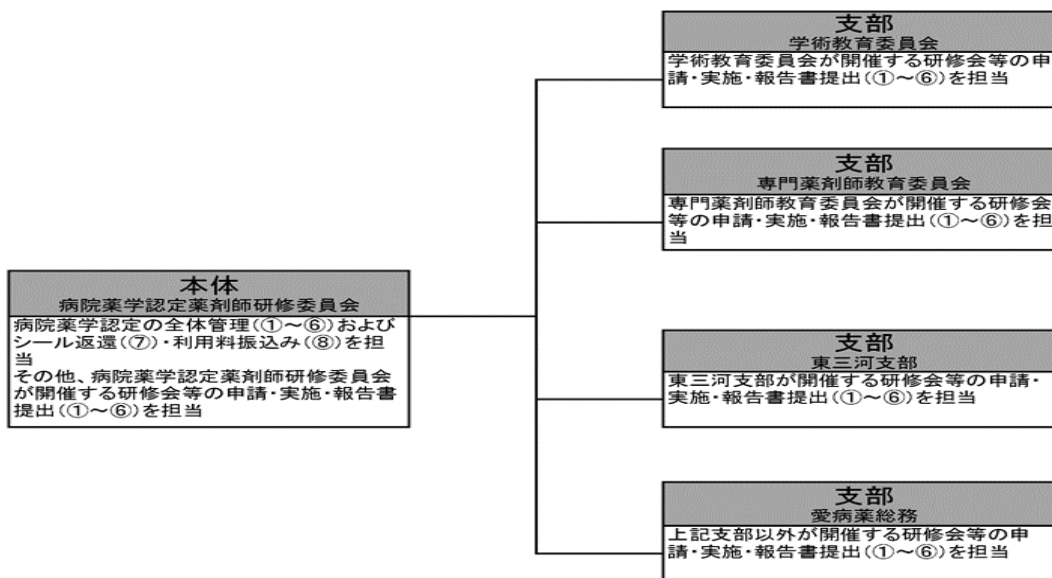 支部
学術教育委員会
学術教育委員会が開催する研修会等の申
請・実施・報告書提出(①～⑥)を担当
支部
専門薬剤師教育委員会
専門薬剤師教育委員会が開催する研修会
等の申請・実施・報告書提出(①～⑥)を担
当
本体
病院薬学認定薬剤師研修委員会
病院薬学認定の全体管理(①～⑥)および
シール返還(⑦)・利用料振込み(⑧)を担
当
その他、病院薬学認定薬剤師研修委員会
が開催する研修会等の申請・実施・報告書
提出(①～⑥)を担当
支部
東三河支部
東三河支部が開催する研修会等の申請・
実施・報告書提出(①～⑥)を担当
支部
愛病薬総務
上記支部以外が開催する研修会等の申
請・実施・報告書提出(①～⑥)を担当